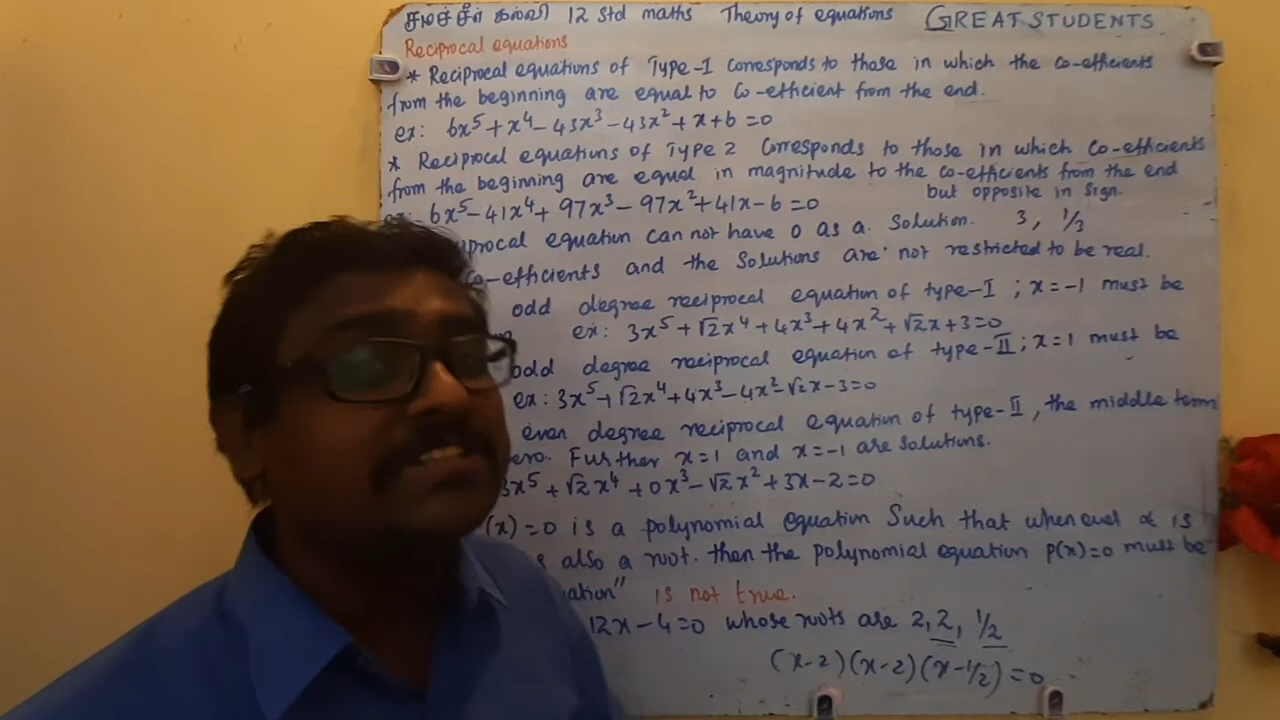 சமச்சீர் கல்வி 12 Std maths Theory of equations GREAT STUDENTS
Reciprocal equations
* Reciprocal equations of Type-I Corresponds to those in which the co-efficients
from the beginning are equal to Co-efficient from the end.
ex: 6x⁵ + x⁴ - 43x³ - 43x² + x + 6 = 0
* Reciprocal equations of Type 2 Corresponds to those in which co-efficients
from the beginning are equal in magnitude to the co-efficients from the end
but opposite in Sign.
6x⁵ - 41x⁴ + 97x³ - 97x² + 41x - 6 = 0
equation can not have 0 as a Solution. 3, 1/3
Co-efficients and the Solutions are not restricted to be real.
odd degree reciprocal equation of type-I ; x = -1 must be
ex: 3x⁵ + √2x⁴ + 4x³ + 4x² + √2x + 3 = 0
odd degree reciprocal equation of type-II ; x = 1 must be
ex: 3x⁵ + √2x⁴ + 4x³ - 4x² - √2x - 3 = 0
even degree reciprocal equation of type-II, the middle term
Further x = 1 and x = -1 are Solutions.
3x⁵ + √2x⁴ + 0x³ - √2x² + 3x - 2 = 0
(x) = 0 is a polynomial equation Such that whenever α is
also a root. then the polynomial equation p(x) = 0 must be
is not true.
12x - 4 = 0 whose roots are 2, 2, 1/2
(x-2)(x-2)(x-1/2) = 0